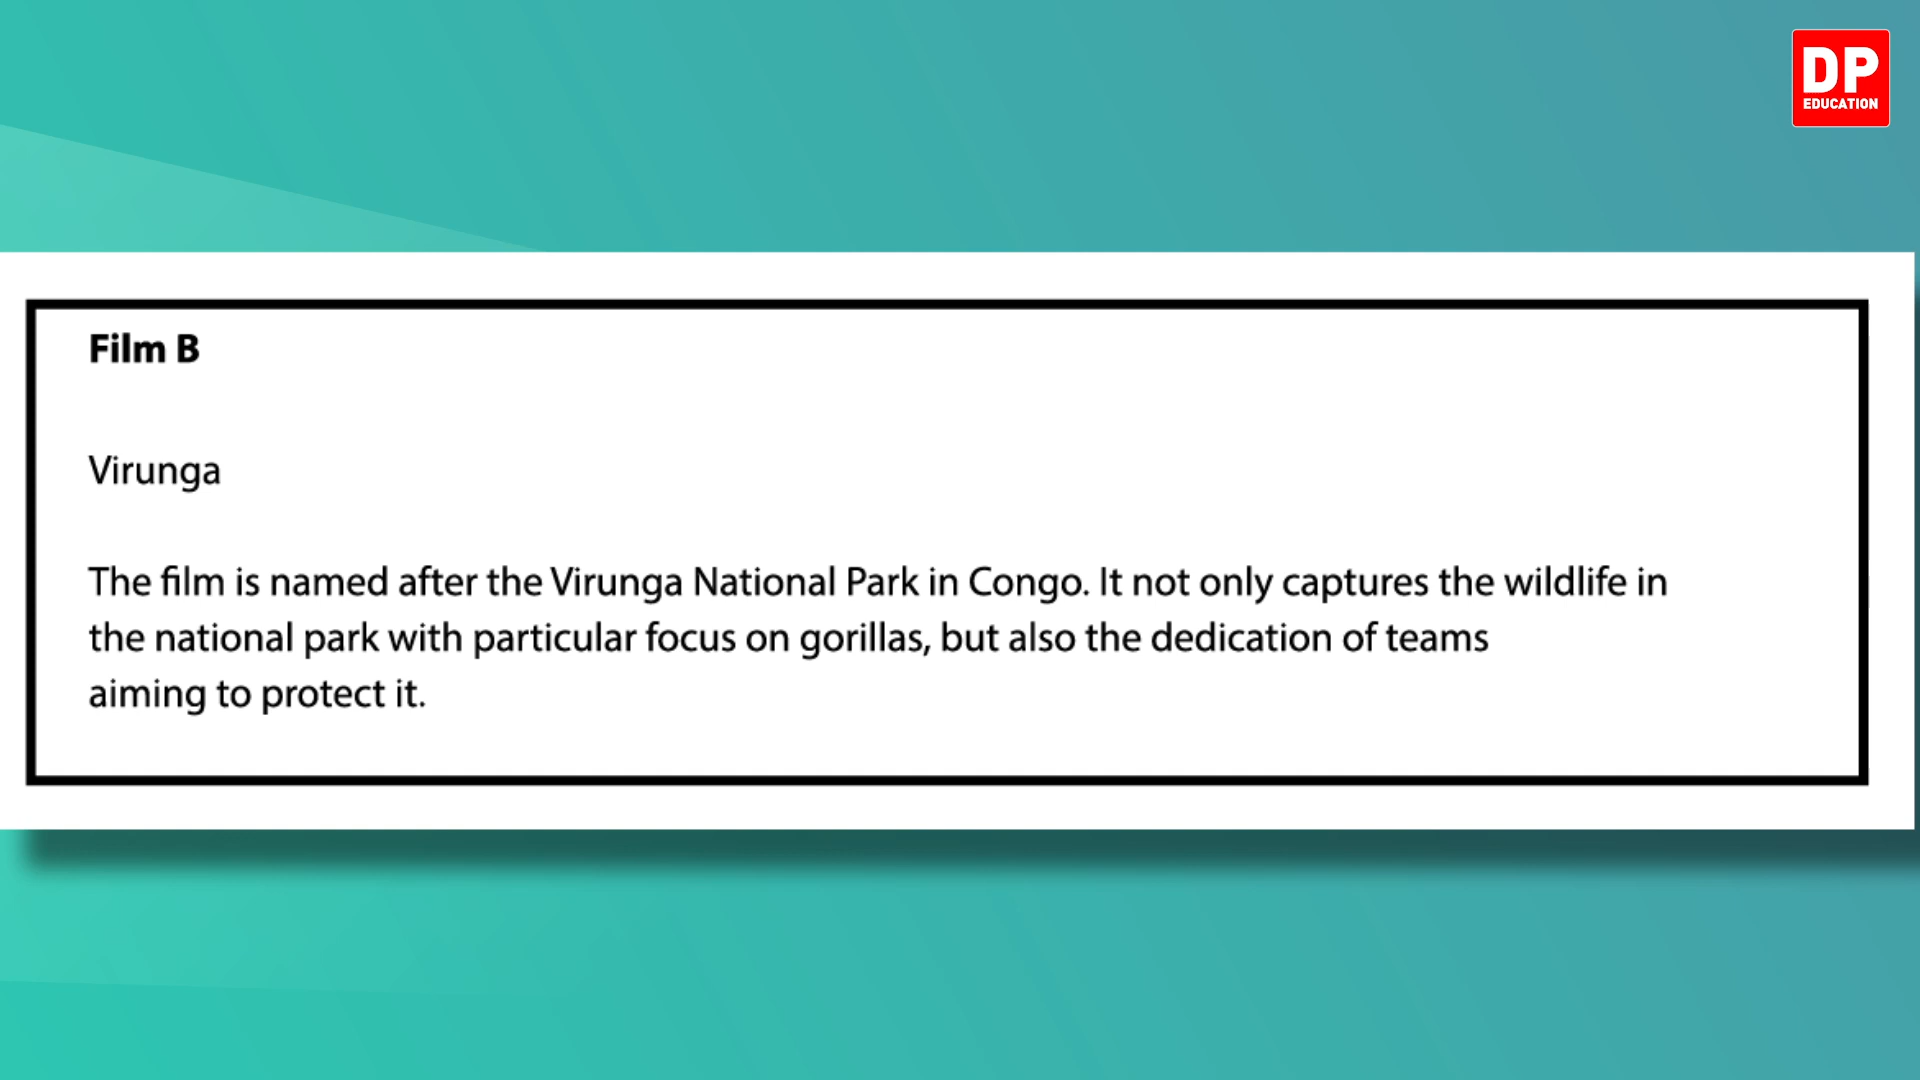 DP
EDUCATION
Film B
Virunga
The film is named after the Virunga National Park in Congo. It not only captures the wildlife in
the national park with particular focus on gorillas, but also the dedication of teams
aiming to protect it.